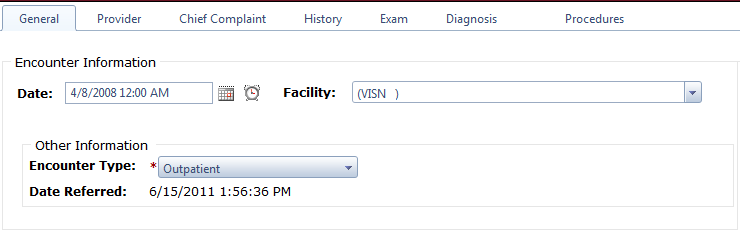 General Provider Chief Complaint History Exam Diagnosis Procedures
Encounter Information
Date: 4/8/2008 12:00 AM Facility: (VISN )
Other Information
Encounter Type: * Outpatient
Date Referred: 6/15/2011 1:56:36 PM